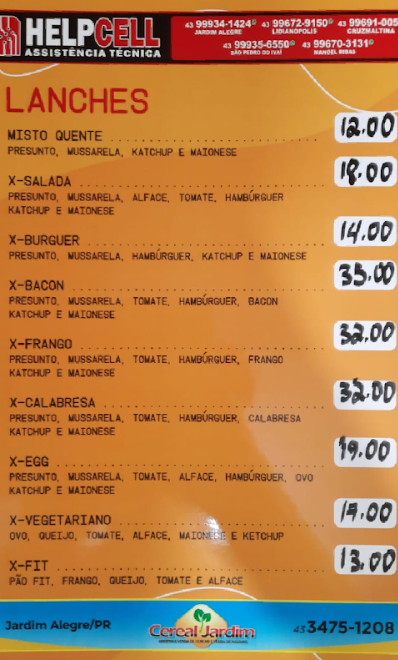 HELPCELL
ASSISTÊNCIA TÉCNICA
43 99934-1424 43 99672-9150 43 99691-005
JARDIM ALEGRE LIDIANOPOLIS CRUZMALTINA
43 99935-6550 43 99670-3131
SÃO PEDRO DO IVAÍ MANOEL RIBAS
LANCHES
MISTO QUENTE 12.00
PRESUNTO, MUSSARELA, KATCHUP E MAIONESE
X-SALADA 18.00
PRESUNTO, MUSSARELA, ALFACE, TOMATE, HAMBÚRGUER
KATCHUP E MAIONESE
X-BURGUER 14.00
PRESUNTO, MUSSARELA, HAMBÚRGUER, KATCHUP E MAIONESE
X-BACON 35.00
PRESUNTO, MUSSARELA, TOMATE, HAMBÚRGUER, BACON
KATCHUP E MAIONESE
X-FRANGO 32.00
PRESUNTO, MUSSARELA, TOMATE, HAMBÚRGUER, FRANGO
KATCHUP E MAIONESE
X-CALABRESA 32.00
PRESUNTO, MUSSARELA, TOMATE, HAMBÚRGUER, CALABRESA
KATCHUP E MAIONESE
X-EGG 19.00
PRESUNTO, MUSSARELA, TOMATE, ALFACE, HAMBÚRGUER, OVO
KATCHUP E MAIONESE
X-VEGETARIANO
OVO, QUEIJO, TOMATE, ALFACE, MAIONESE E KETCHUP
X-FIT 13.00
PÃO FIT, FRANGO, QUEIJO, TOMATE E ALFACE
Jardim Alegre/PR
Cereal Jardim
43 3475-1208